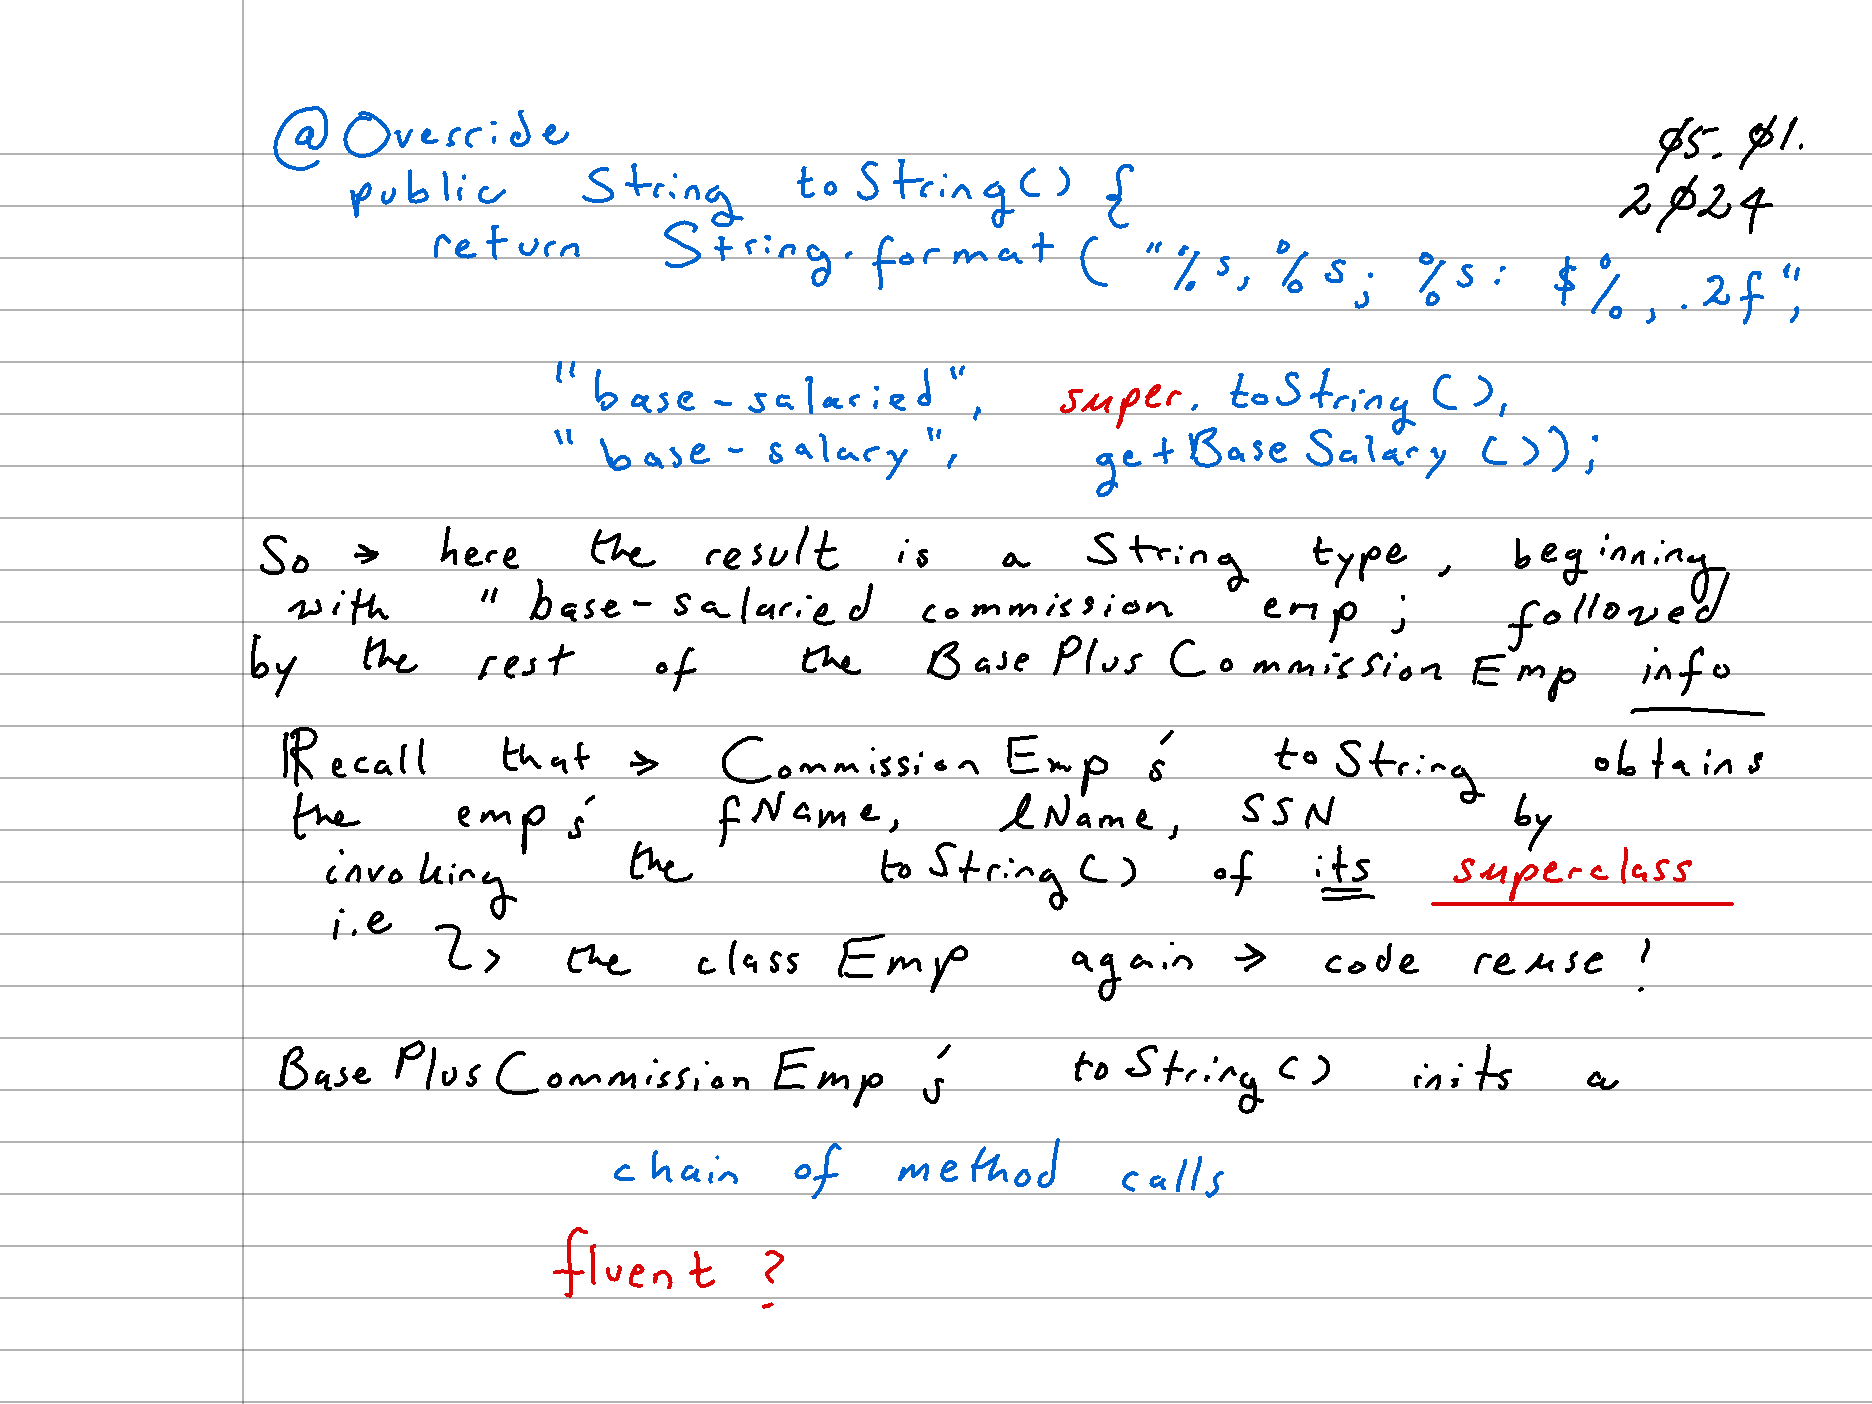 @Override
05.01.
public String toString() {
2024
return String.format( "%s, %s; %s: $%,.2f",
"base-salaried", super.toString(),
"base-salary", getBaseSalary());
So → here the result is a String type, beginning
with "base-salaried commission emp; followed
by the rest of the BasePlusCommissionEmp info
Recall that → CommissionEmp's toString obtains
the emp's fName, lName, SSN by
invoking the toString() of its superclass
i.e
↳ the class Emp again → code reuse!
BasePlusCommissionEmp's toString() inits a
chain of method calls
fluent?